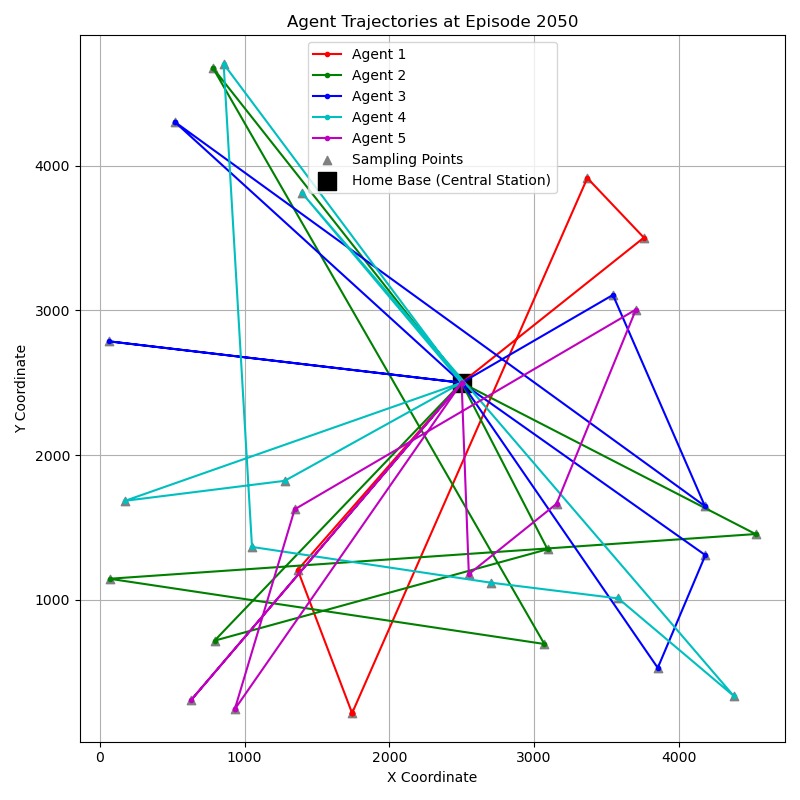 Agent Trajectories at Episode 2050
Agent 1
Agent 2
Agent 3
Agent 4
Agent 5
Sampling Points
Home Base (Central Station)
Y Coordinate
4000
3000
2000
1000
0 1000 2000 3000 4000
X Coordinate